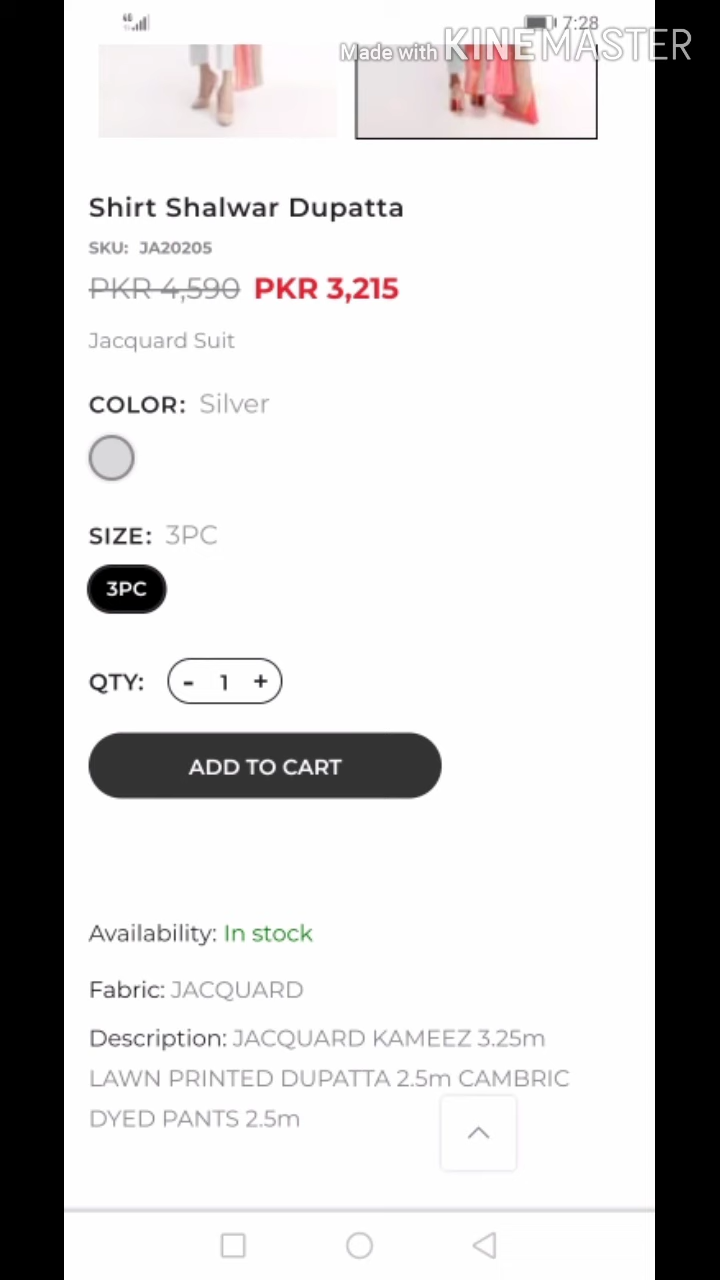 7:28
Made with KINEMASTER
Shirt Shalwar Dupatta
SKU: JA20205
PKR 4,590 PKR 3,215
Jacquard Suit
COLOR: Silver
SIZE: 3PC
3PC
QTY: - 1 +
ADD TO CART
Availability: In stock
Fabric: JACQUARD
Description: JACQUARD KAMEEZ 3.25m
LAWN PRINTED DUPATTA 2.5m CAMBRIC
DYED PANTS 2.5m